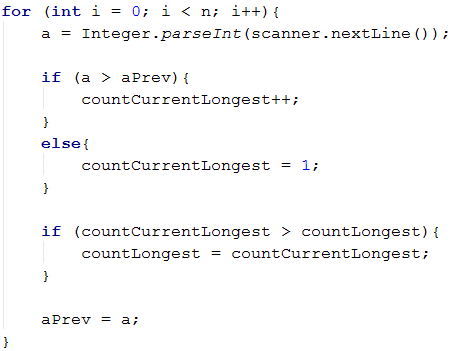 for (int i = 0; i < n; i++){
a = Integer.parseInt(scanner.nextLine());
if (a > aPrev){
countCurrentLongest++;
}
else{
countCurrentLongest = 1;
}
if (countCurrentLongest > countLongest){
countLongest = countCurrentLongest;
}
aPrev = a;
}